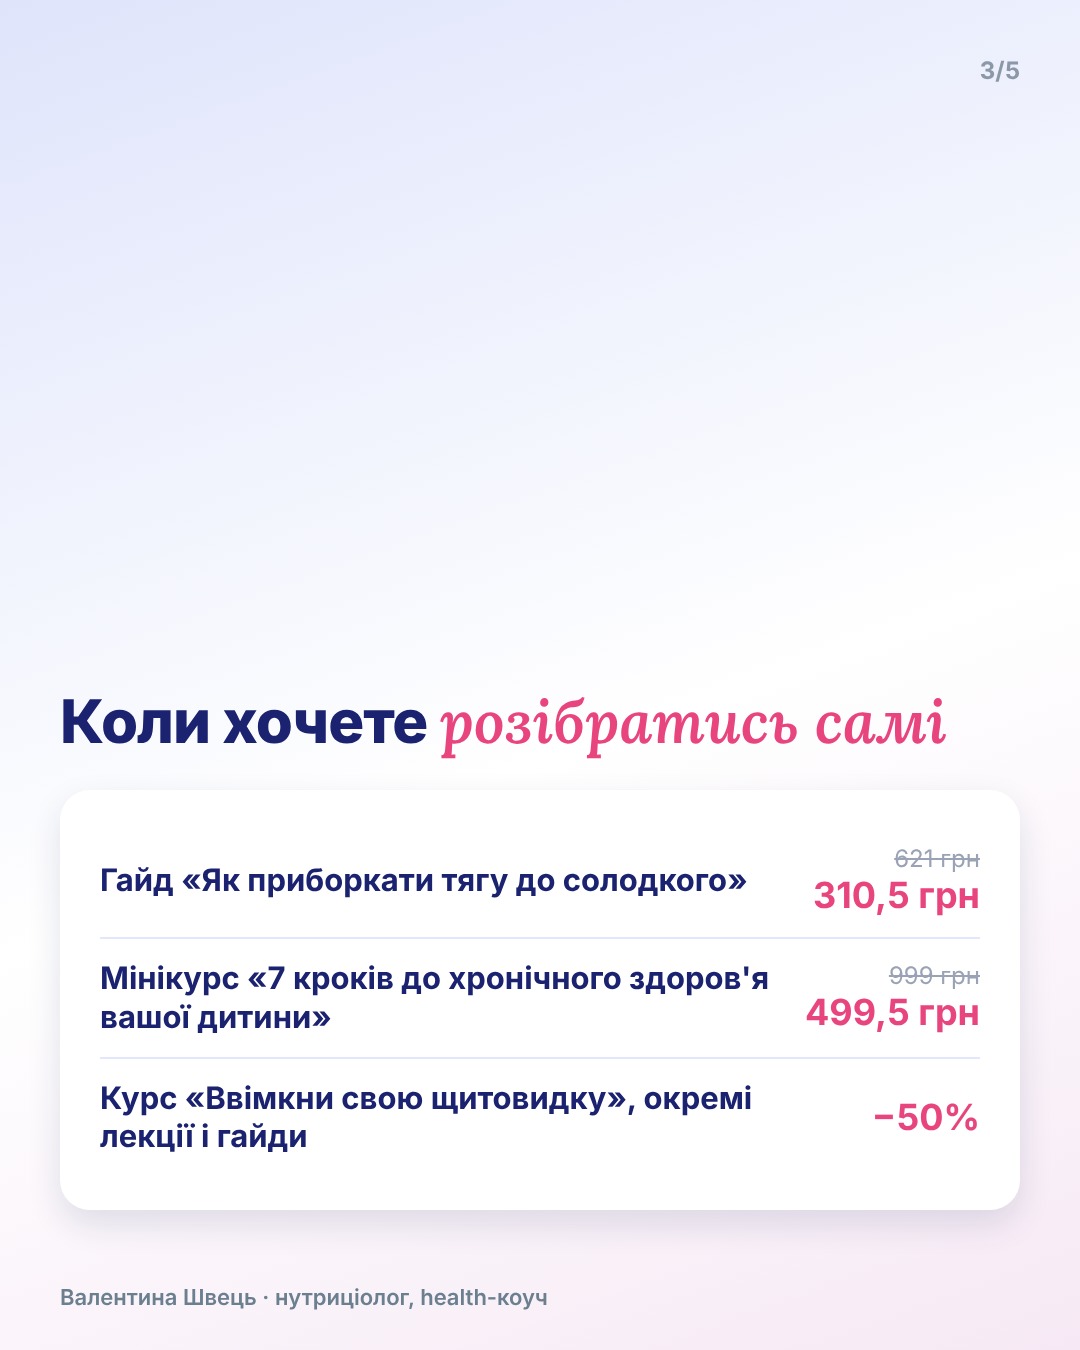 3/5
Коли хочете розібратись самі
Гайд «Як приборкати тягу до солодкого»
621 грн
310,5 грн
Мінікурс «7 кроків до хронічного здоров'я
вашої дитини»
999 грн
499,5 грн
Курс «Ввімкни свою щитовидку», окремі
лекції і гайди
−50%
Валентина Швець · нутриціолог, health-коуч